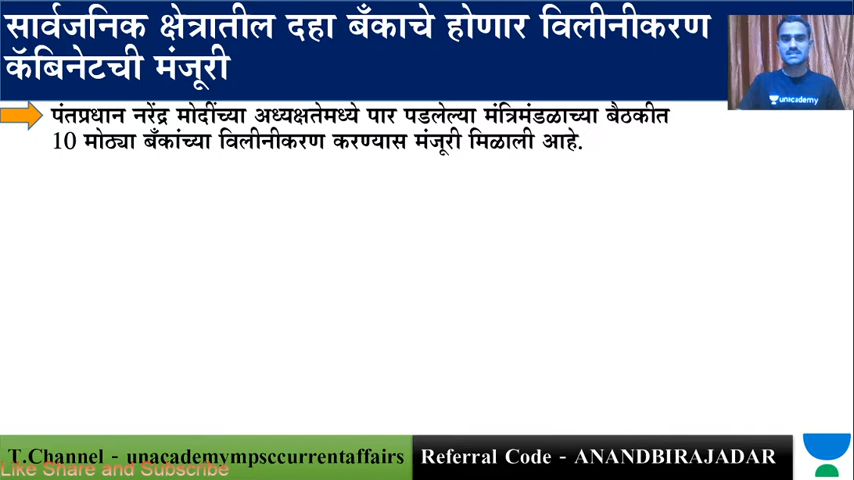 सार्वजनिक क्षेत्रातील दहा बँकाचे होणार विलीनीकरण
कॅबिनेटची मंजूरी
unacademy
पंतप्रधान नरेंद्र मोदींच्या अध्यक्षतेमध्ये पार पडलेल्या मंत्रिमंडळाच्या बैठकीत
10 मोठ्या बँकांच्या विलीनीकरण करण्यास मंजूरी मिळाली आहे.
T.Channel - unacademympsccurrentaffairs
Referral Code - ANANDBIRAJADAR
Like Share and Subscribe